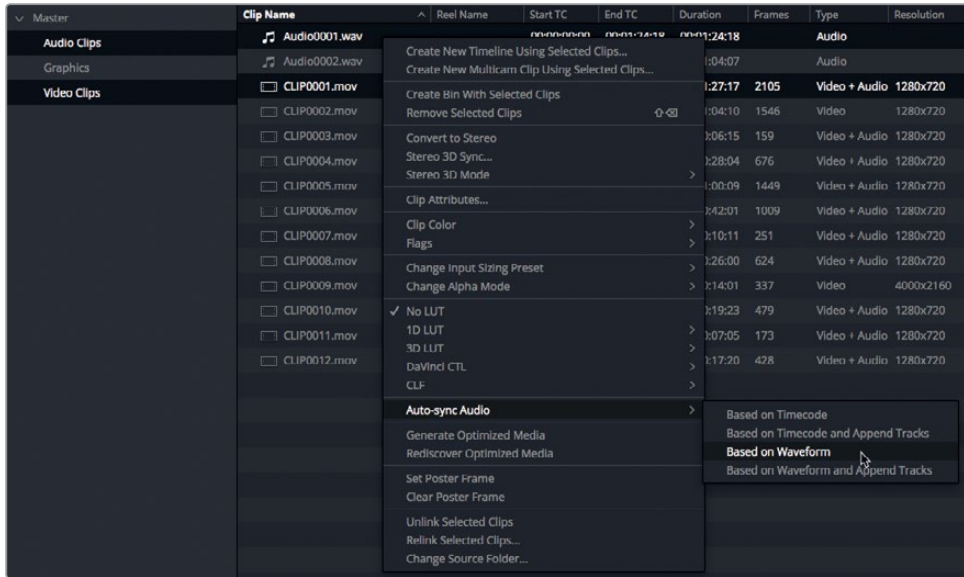 Master
Audio Clips
Graphics
Video Clips
Clip Name Reel Name Start TC End TC Duration Frames Type Resolution
Audio0001.wav 00:00:00:00 00:01:24:18 00:01:24:18 Audio
Audio0002.wav 1:04:07 Audio
CLIP0001.mov 1:27:17 2105 Video + Audio 1280x720
CLIP0002.mov 1:04:10 1546 Video 1280x720
CLIP0003.mov 0:06:15 159 Video + Audio 1280x720
CLIP0004.mov 0:28:04 676 Video + Audio 1280x720
CLIP0005.mov 1:00:09 1449 Video + Audio 1280x720
CLIP0006.mov 0:42:01 1009 Video + Audio 1280x720
CLIP0007.mov 0:10:11 251 Video + Audio 1280x720
CLIP0008.mov 0:26:00 624 Video + Audio 1280x720
CLIP0009.mov 0:14:01 337 Video 4000x2160
CLIP0010.mov 0:19:23 479 Video + Audio 1280x720
CLIP0011.mov 0:07:05 173 Video + Audio 1280x720
CLIP0012.mov 0:17:20 428 Video + Audio 1280x720
Create New Timeline Using Selected Clips...
Create New Multicam Clip Using Selected Clips...
Create Bin With Selected Clips
Remove Selected Clips
Convert to Stereo
Stereo 3D Sync...
Stereo 3D Mode
Clip Attributes...
Clip Color
Flags
Change Input Sizing Preset
Change Alpha Mode
✓ No LUT
1D LUT
3D LUT
DaVinci CTL
CLF
Auto-sync Audio
Generate Optimized Media
Rediscover Optimized Media
Set Poster Frame
Clear Poster Frame
Unlink Selected Clips
Relink Selected Clips...
Change Source Folder...
Based on Timecode
Based on Timecode and Append Tracks
Based on Waveform
Based on Waveform and Append Tracks